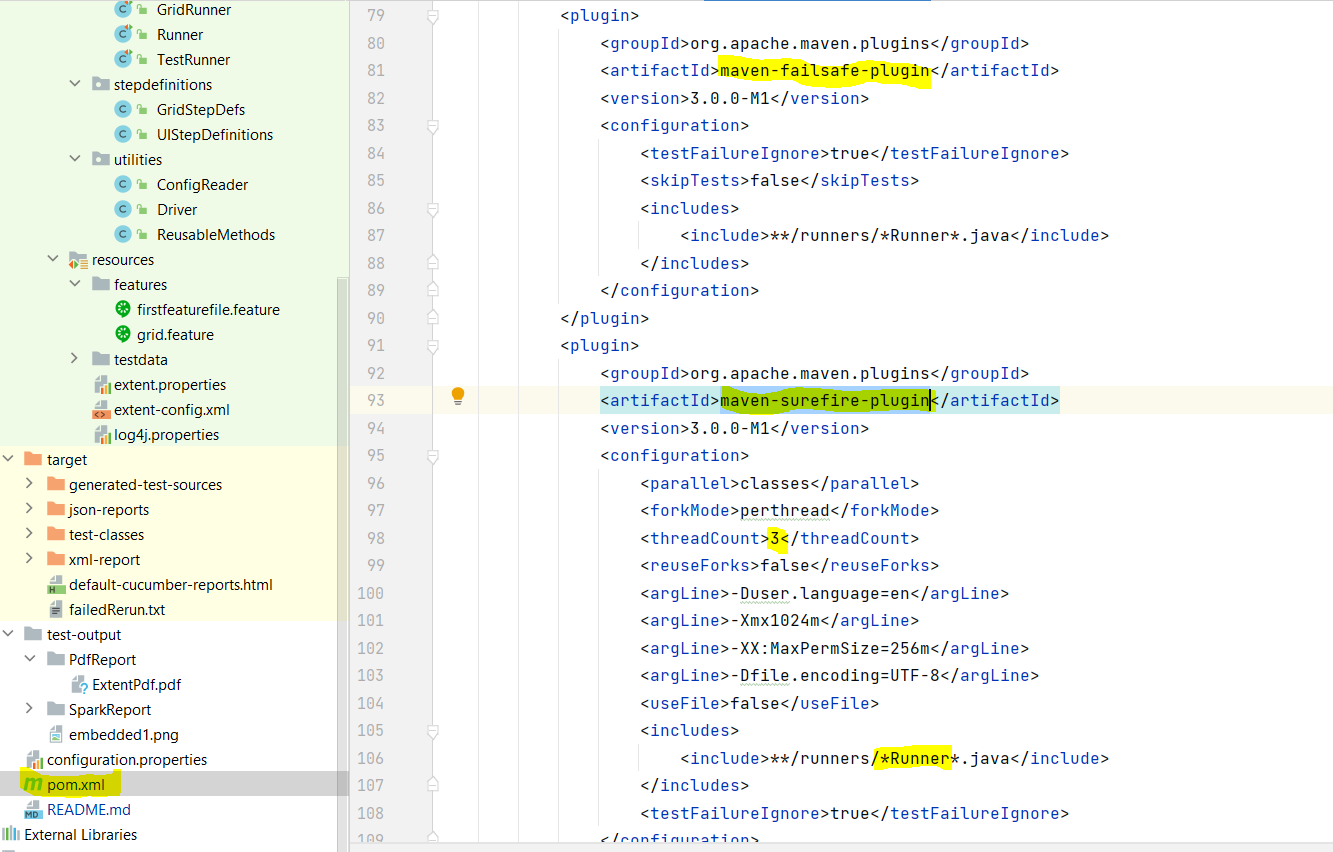 GridRunner
Runner
TestRunner
stepdefinitions
GridStepDefs
UIStepDefinitions
utilities
ConfigReader
Driver
ReusableMethods
resources
features
firstfeaturefile.feature
grid.feature
testdata
extent.properties
extent-config.xml
log4j.properties
target
generated-test-sources
json-reports
test-classes
xml-report
default-cucumber-reports.html
failedRerun.txt
test-output
PdfReport
ExtentPdf.pdf
SparkReport
embedded1.png
configuration.properties
pom.xml
README.md
External Libraries
79 <plugin>
80 <groupId>org.apache.maven.plugins</groupId>
81 <artifactId>maven-failsafe-plugin</artifactId>
82 <version>3.0.0-M1</version>
83 <configuration>
84 <testFailureIgnore>true</testFailureIgnore>
85 <skipTests>false</skipTests>
86 <includes>
87 <include>**/runners/*Runner*.java</include>
88 </includes>
89 </configuration>
90 </plugin>
91 <plugin>
92 <groupId>org.apache.maven.plugins</groupId>
93 <artifactId>maven-surefire-plugin</artifactId>
94 <version>3.0.0-M1</version>
95 <configuration>
96 <parallel>classes</parallel>
97 <forkMode>perthread</forkMode>
98 <threadCount>3</threadCount>
99 <reuseForks>false</reuseForks>
100 <argLine>-Duser.language=en</argLine>
101 <argLine>-Xmx1024m</argLine>
102 <argLine>-XX:MaxPermSize=256m</argLine>
103 <argLine>-Dfile.encoding=UTF-8</argLine>
104 <useFile>false</useFile>
105 <includes>
106 <include>**/runners/*Runner*.java</include>
107 </includes>
108 <testFailureIgnore>true</testFailureIgnore>
109 </configuration>